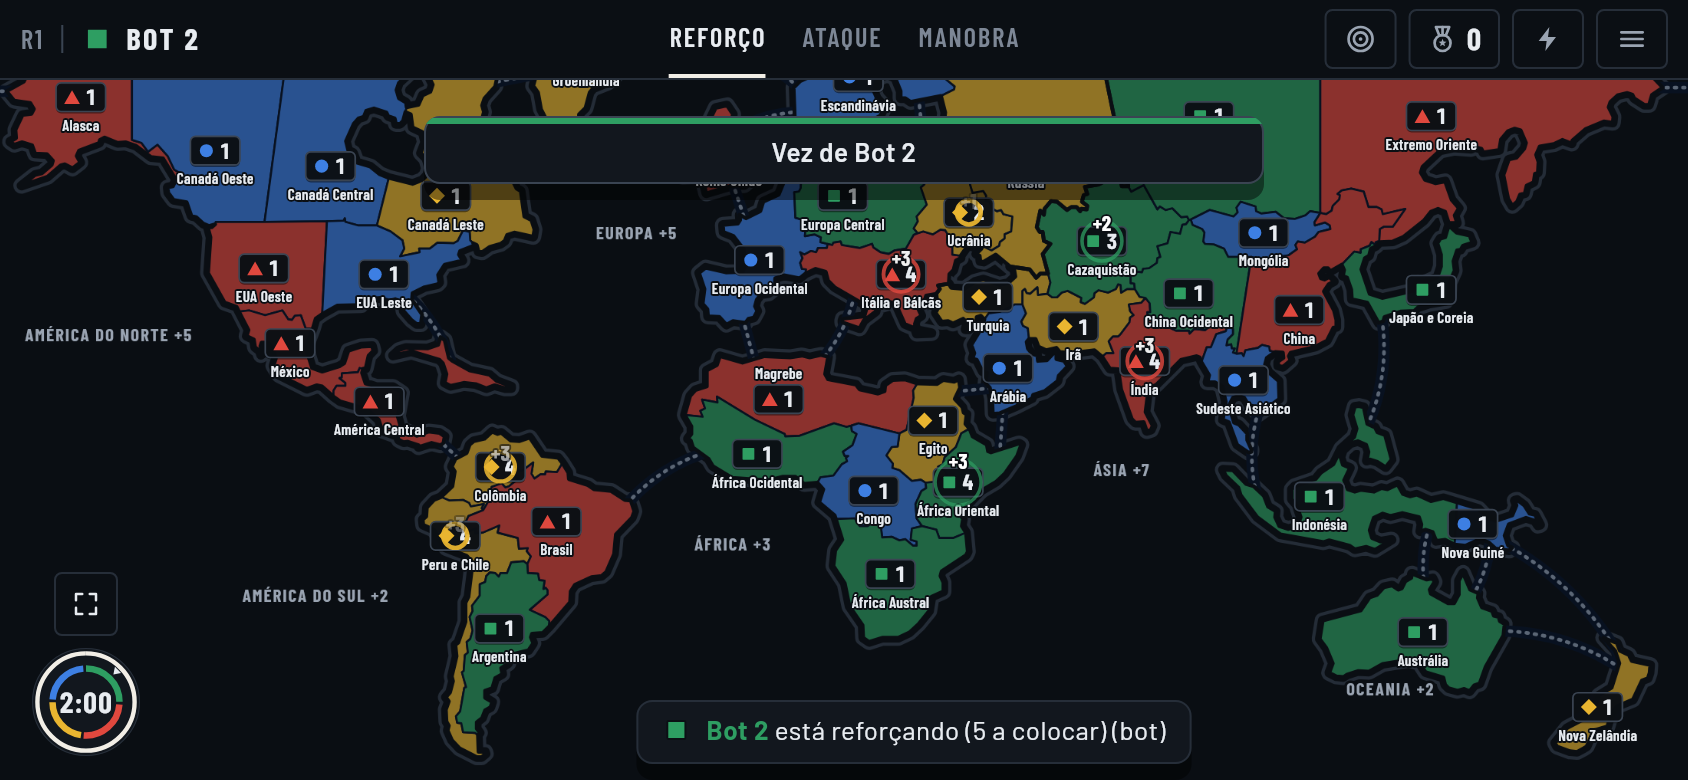 R1
BOT 2
REFORÇO
ATAQUE
MANOBRA
0
Groenlândia
1
Alasca
1
Escandinávia
1
1
Extremo Oriente
Vez de Bot 2
1
Canadá Oeste
1
Canadá Central
1
Canadá Leste
Rússia
1
Europa Central
Ucrânia
+2
3
Cazaquistão
1
Mongólia
EUROPA +5
1
EUA Oeste
1
EUA Leste
1
Europa Ocidental
+3
4
Itália e Bálcãs
1
Turquia
1
China Ocidental
1
China
1
Japão e Coreia
AMÉRICA DO NORTE +5
1
México
1
Irã
+3
4
Índia
Magrebe
1
1
Arábia
1
Sudeste Asiático
1
América Central
1
Egito
+3
4
Colômbia
1
África Ocidental
+3
4
África Oriental
ÁSIA +7
1
Congo
1
Indonésia
1
Nova Guiné
+3
4
Peru e Chile
1
Brasil
ÁFRICA +3
1
África Austral
AMÉRICA DO SUL +2
1
Argentina
1
Austrália
OCEANIA +2
1
Nova Zelândia
2:00
Bot 2 está reforçando (5 a colocar) (bot)